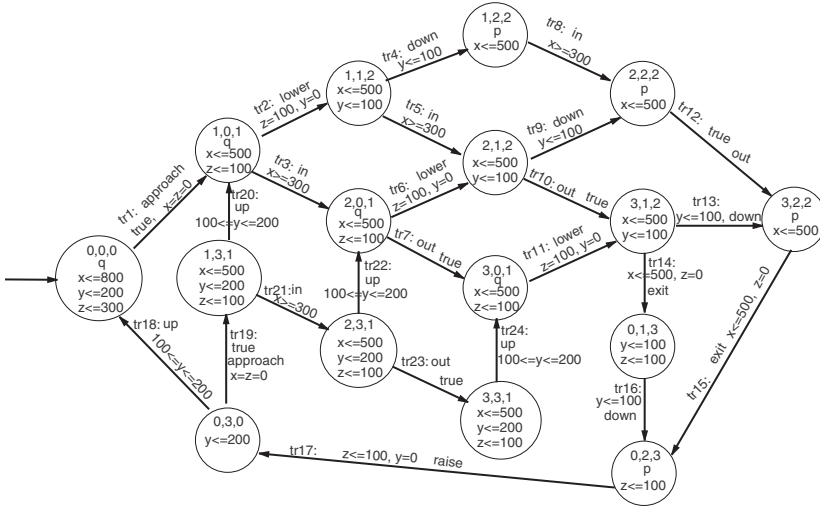 1,2,2
p
x<=500
tr8: in
x>=300
tr4: down
y<=100
1,1,2
x<=500
y<=100
2,2,2
p
x<=500
tr2: lower
z=100, y=0
tr5: in
x>=300
tr12: true out
1,0,1
q
x<=500
z<=100
tr9: down
y<=100
tr3: in
x>=300
2,1,2
x<=500
y<=100
tr1: approach
true, x=z=0
tr20:
up
100<=y<=200
tr6: lower
z=100, y=0
tr10: out true
2,0,1
q
x<=500
z<=100
3,1,2
x<=500
y<=100
tr13:
y<=100, down
3,2,2
p
x<=500
tr7: out true
tr11: lower
z=100, y=0
0,0,0
q
x<=800
y<=200
z<=300
1,3,1
x<=500
y<=200
z<=100
tr22:
up
100<=y<=200
3,0,1
q
x<=500
z<=100
tr14:
x<=500, z=0
exit
tr21:in
x>=300
tr18: up
100<=y<=200
tr19:
true
approach
x=z=0
2,3,1
x<=500
y<=200
z<=100
tr24:
up
100<=y<=200
0,1,3
y<=100
z<=100
tr15: exit x<=500, z=0
tr23: out
true
3,3,1
x<=500
y<=200
z<=100
tr16:
y<=100
down
0,3,0
y<=200
tr17: z<=100, y=0 raise
0,2,3
p
z<=100